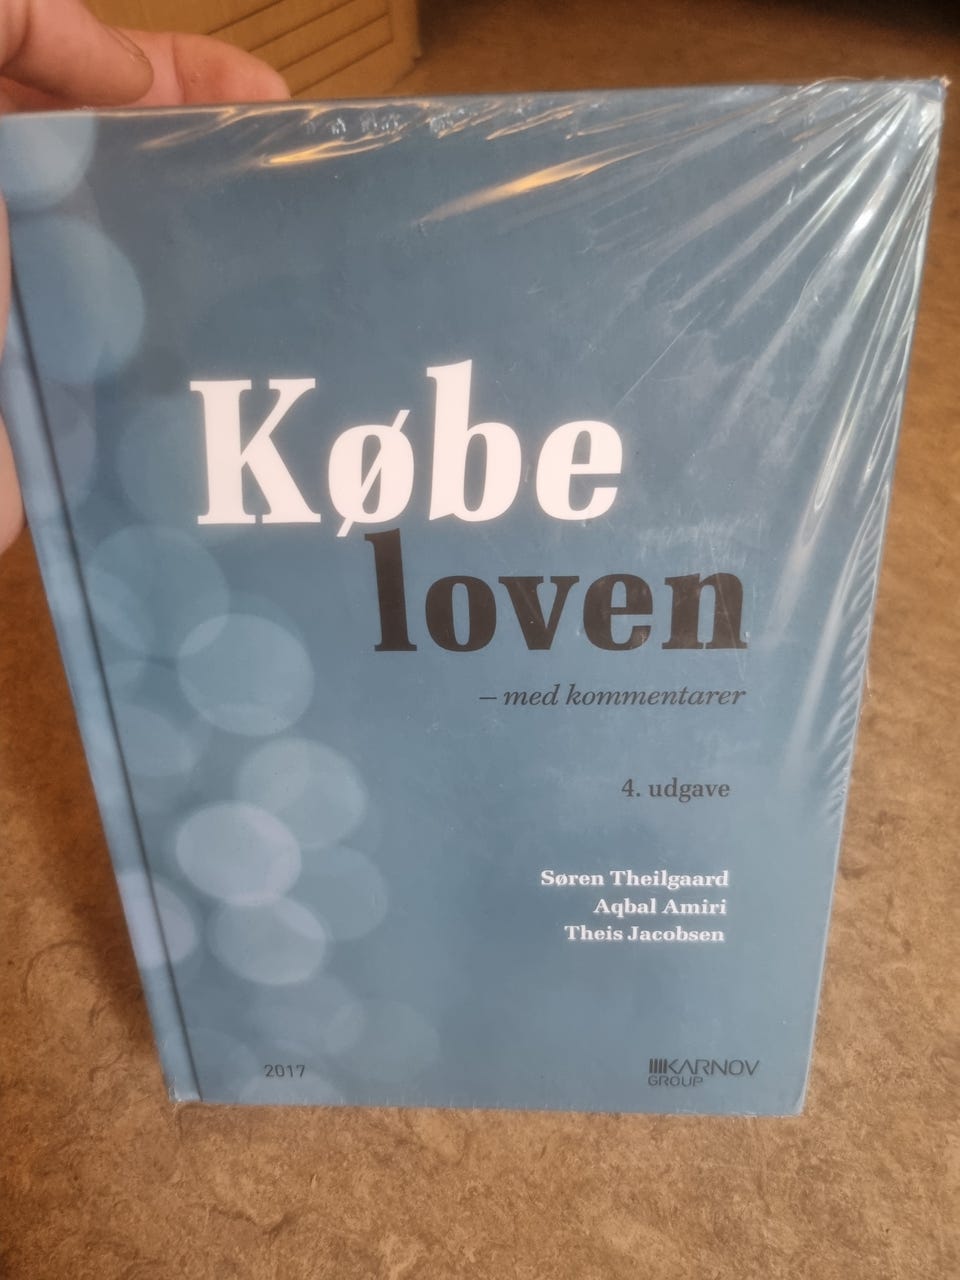 Købe
loven
– med kommentarer
4. udgave
Søren Theilgaard
Aqbal Amiri
Theis Jacobsen
2017
KARNOV
GROUP